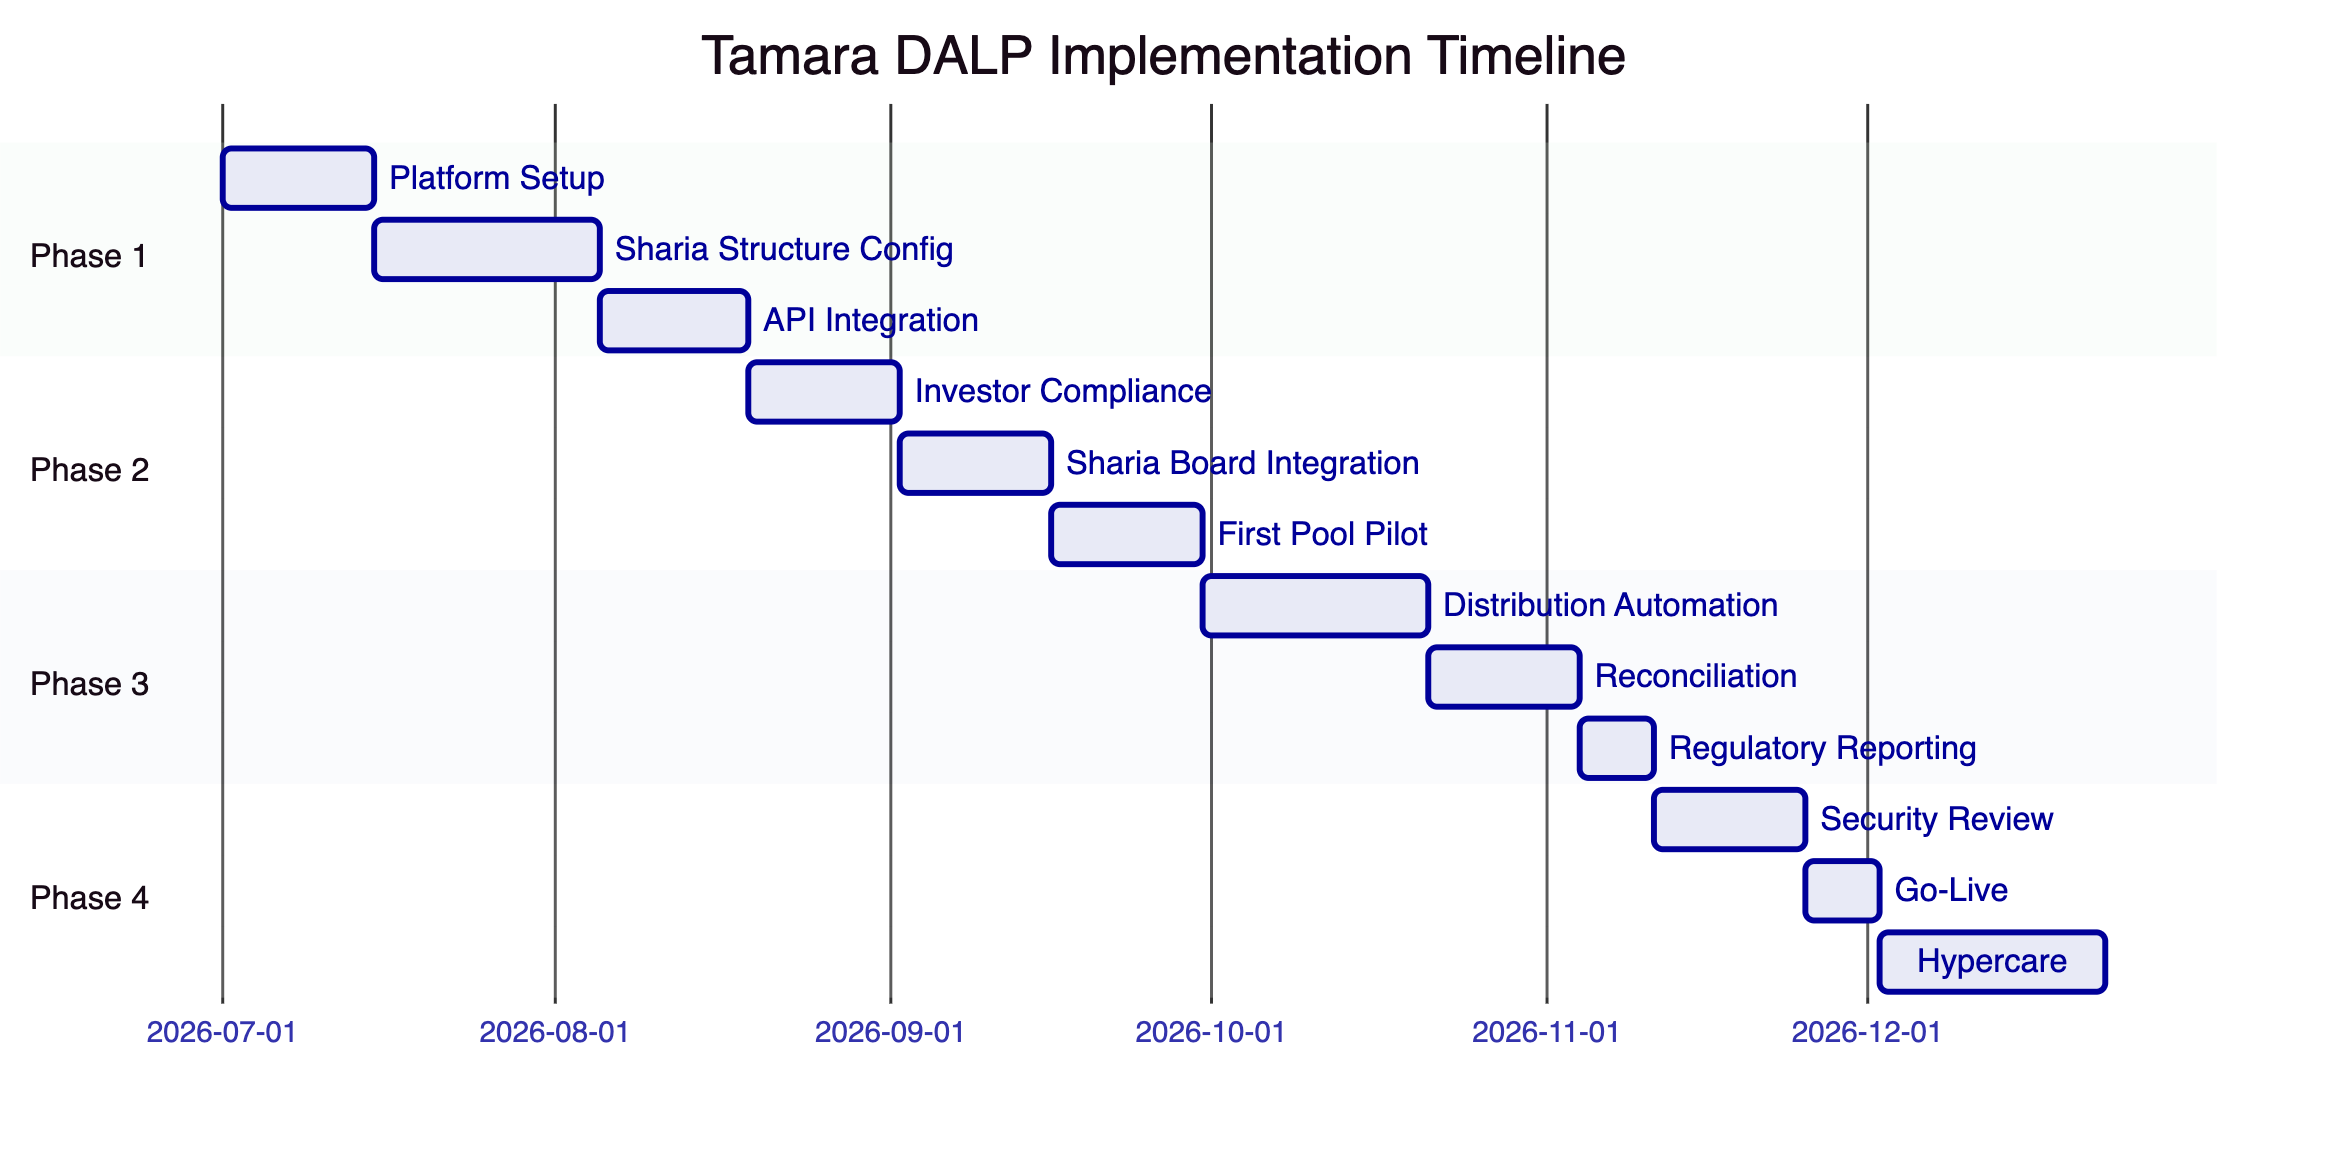 Tamara DALP Implementation Timeline
Phase 1
Platform Setup
Sharia Structure Config
API Integration
Phase 2
Investor Compliance
Sharia Board Integration
First Pool Pilot
Phase 3
Distribution Automation
Reconciliation
Regulatory Reporting
Phase 4
Security Review
Go-Live
Hypercare
2026-07-01
2026-08-01
2026-09-01
2026-10-01
2026-11-01
2026-12-01